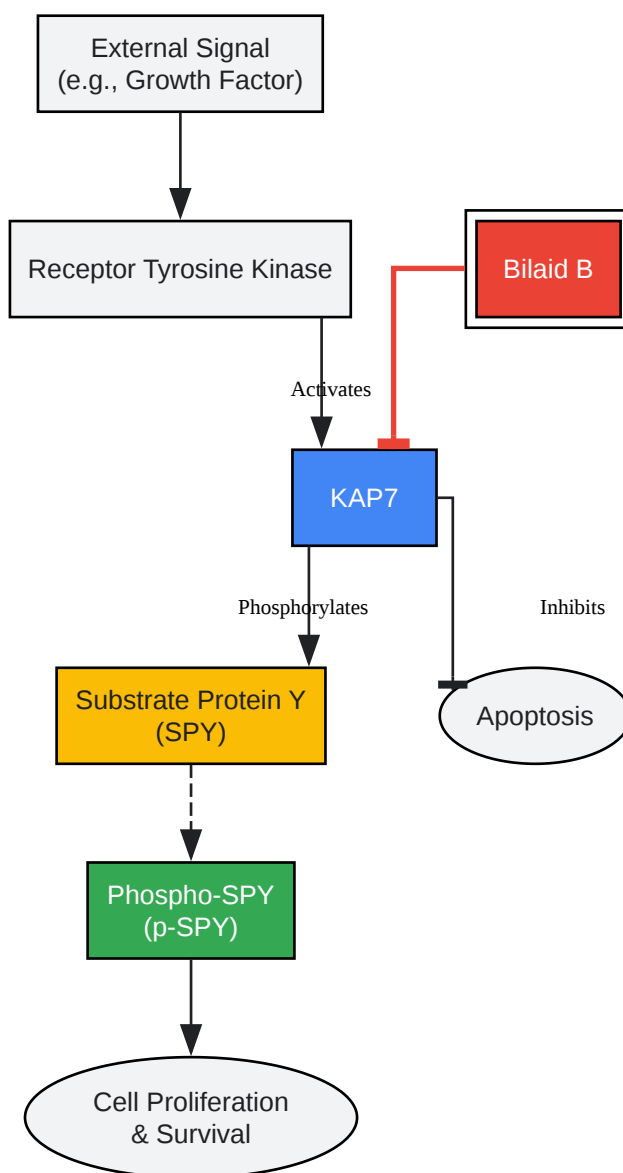 External Signal
(e.g., Growth Factor)
Receptor Tyrosine Kinase
Bilaid B
Activates
KAP7
Phosphorylates
Inhibits
Substrate Protein Y
(SPY)
Apoptosis
Phospho-SPY
(p-SPY)
Cell Proliferation
& Survival